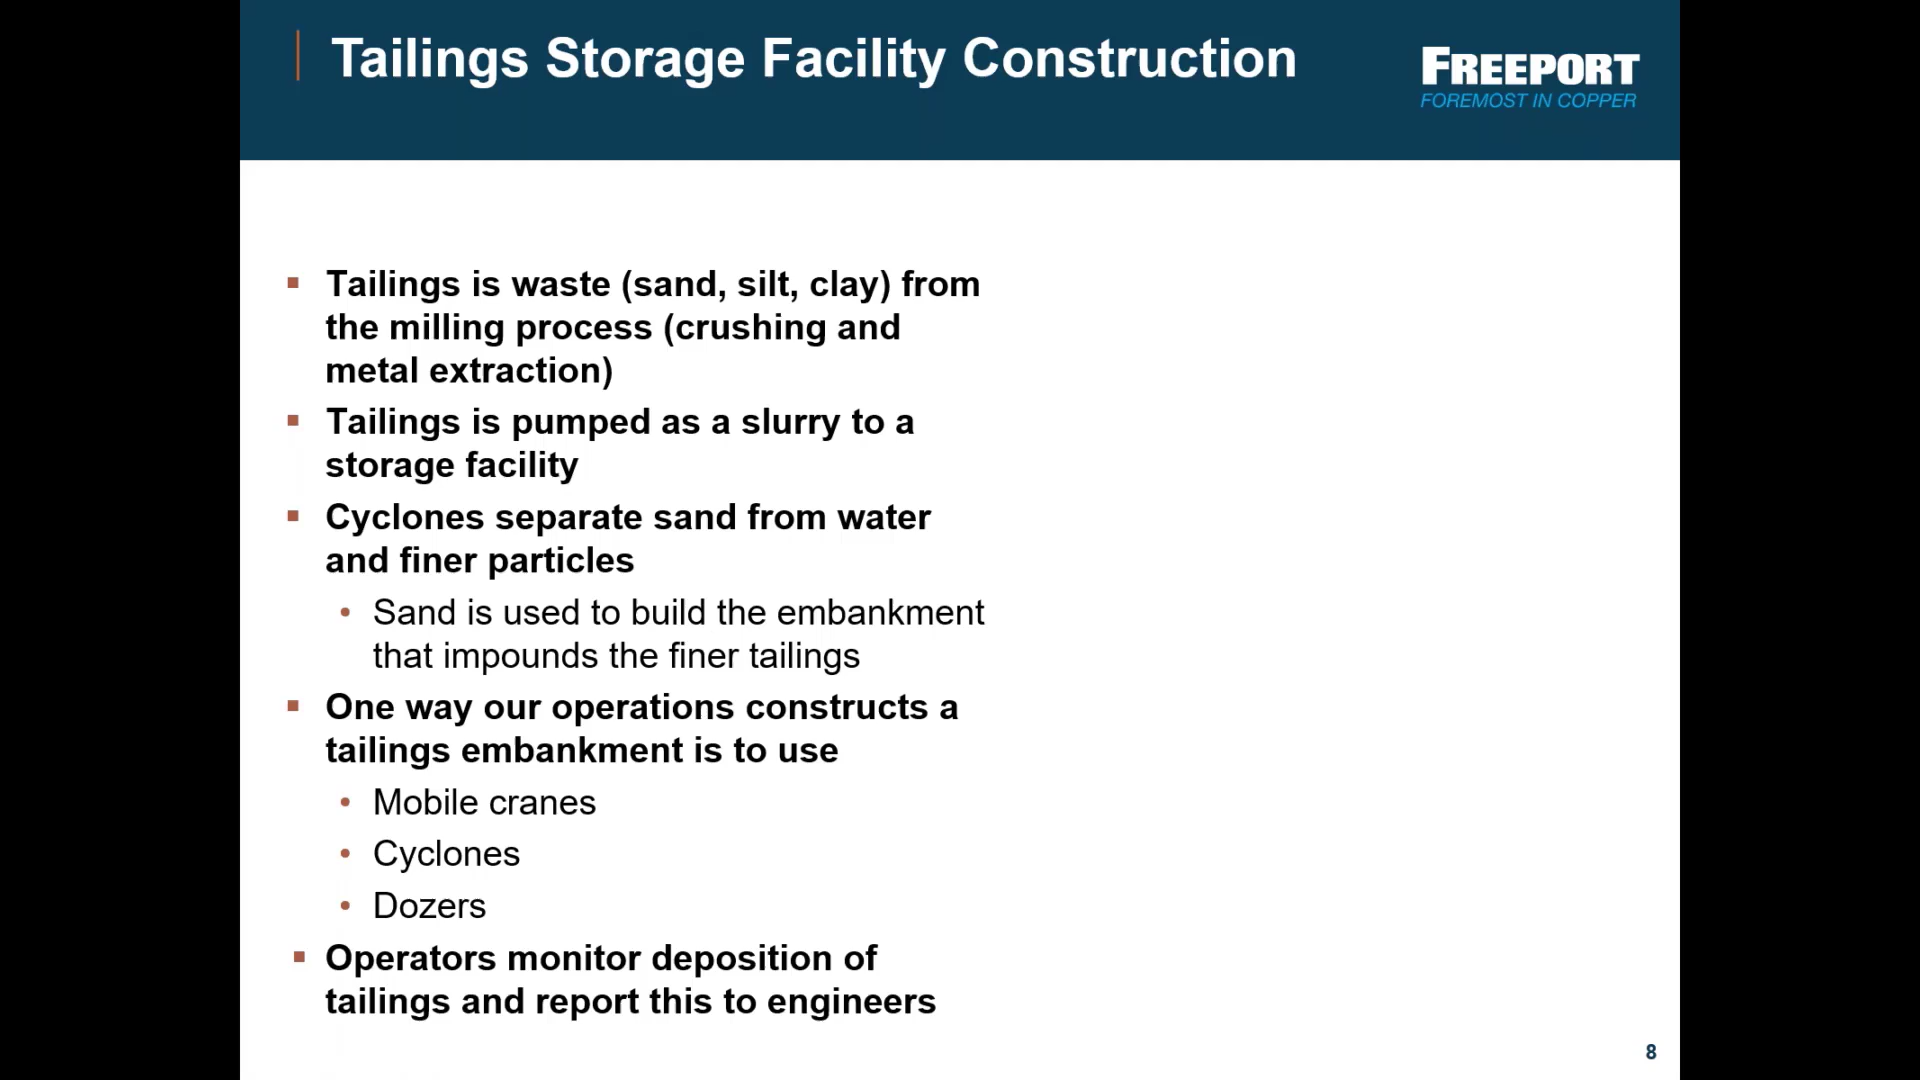 Tailings Storage Facility Construction
FREEPORT
FOREMOST IN COPPER
▪ Tailings is waste (sand, silt, clay) from
the milling process (crushing and
metal extraction)
▪ Tailings is pumped as a slurry to a
storage facility
▪ Cyclones separate sand from water
and finer particles
• Sand is used to build the embankment
that impounds the finer tailings
▪ One way our operations constructs a
tailings embankment is to use
• Mobile cranes
• Cyclones
• Dozers
▪ Operators monitor deposition of
tailings and report this to engineers
8